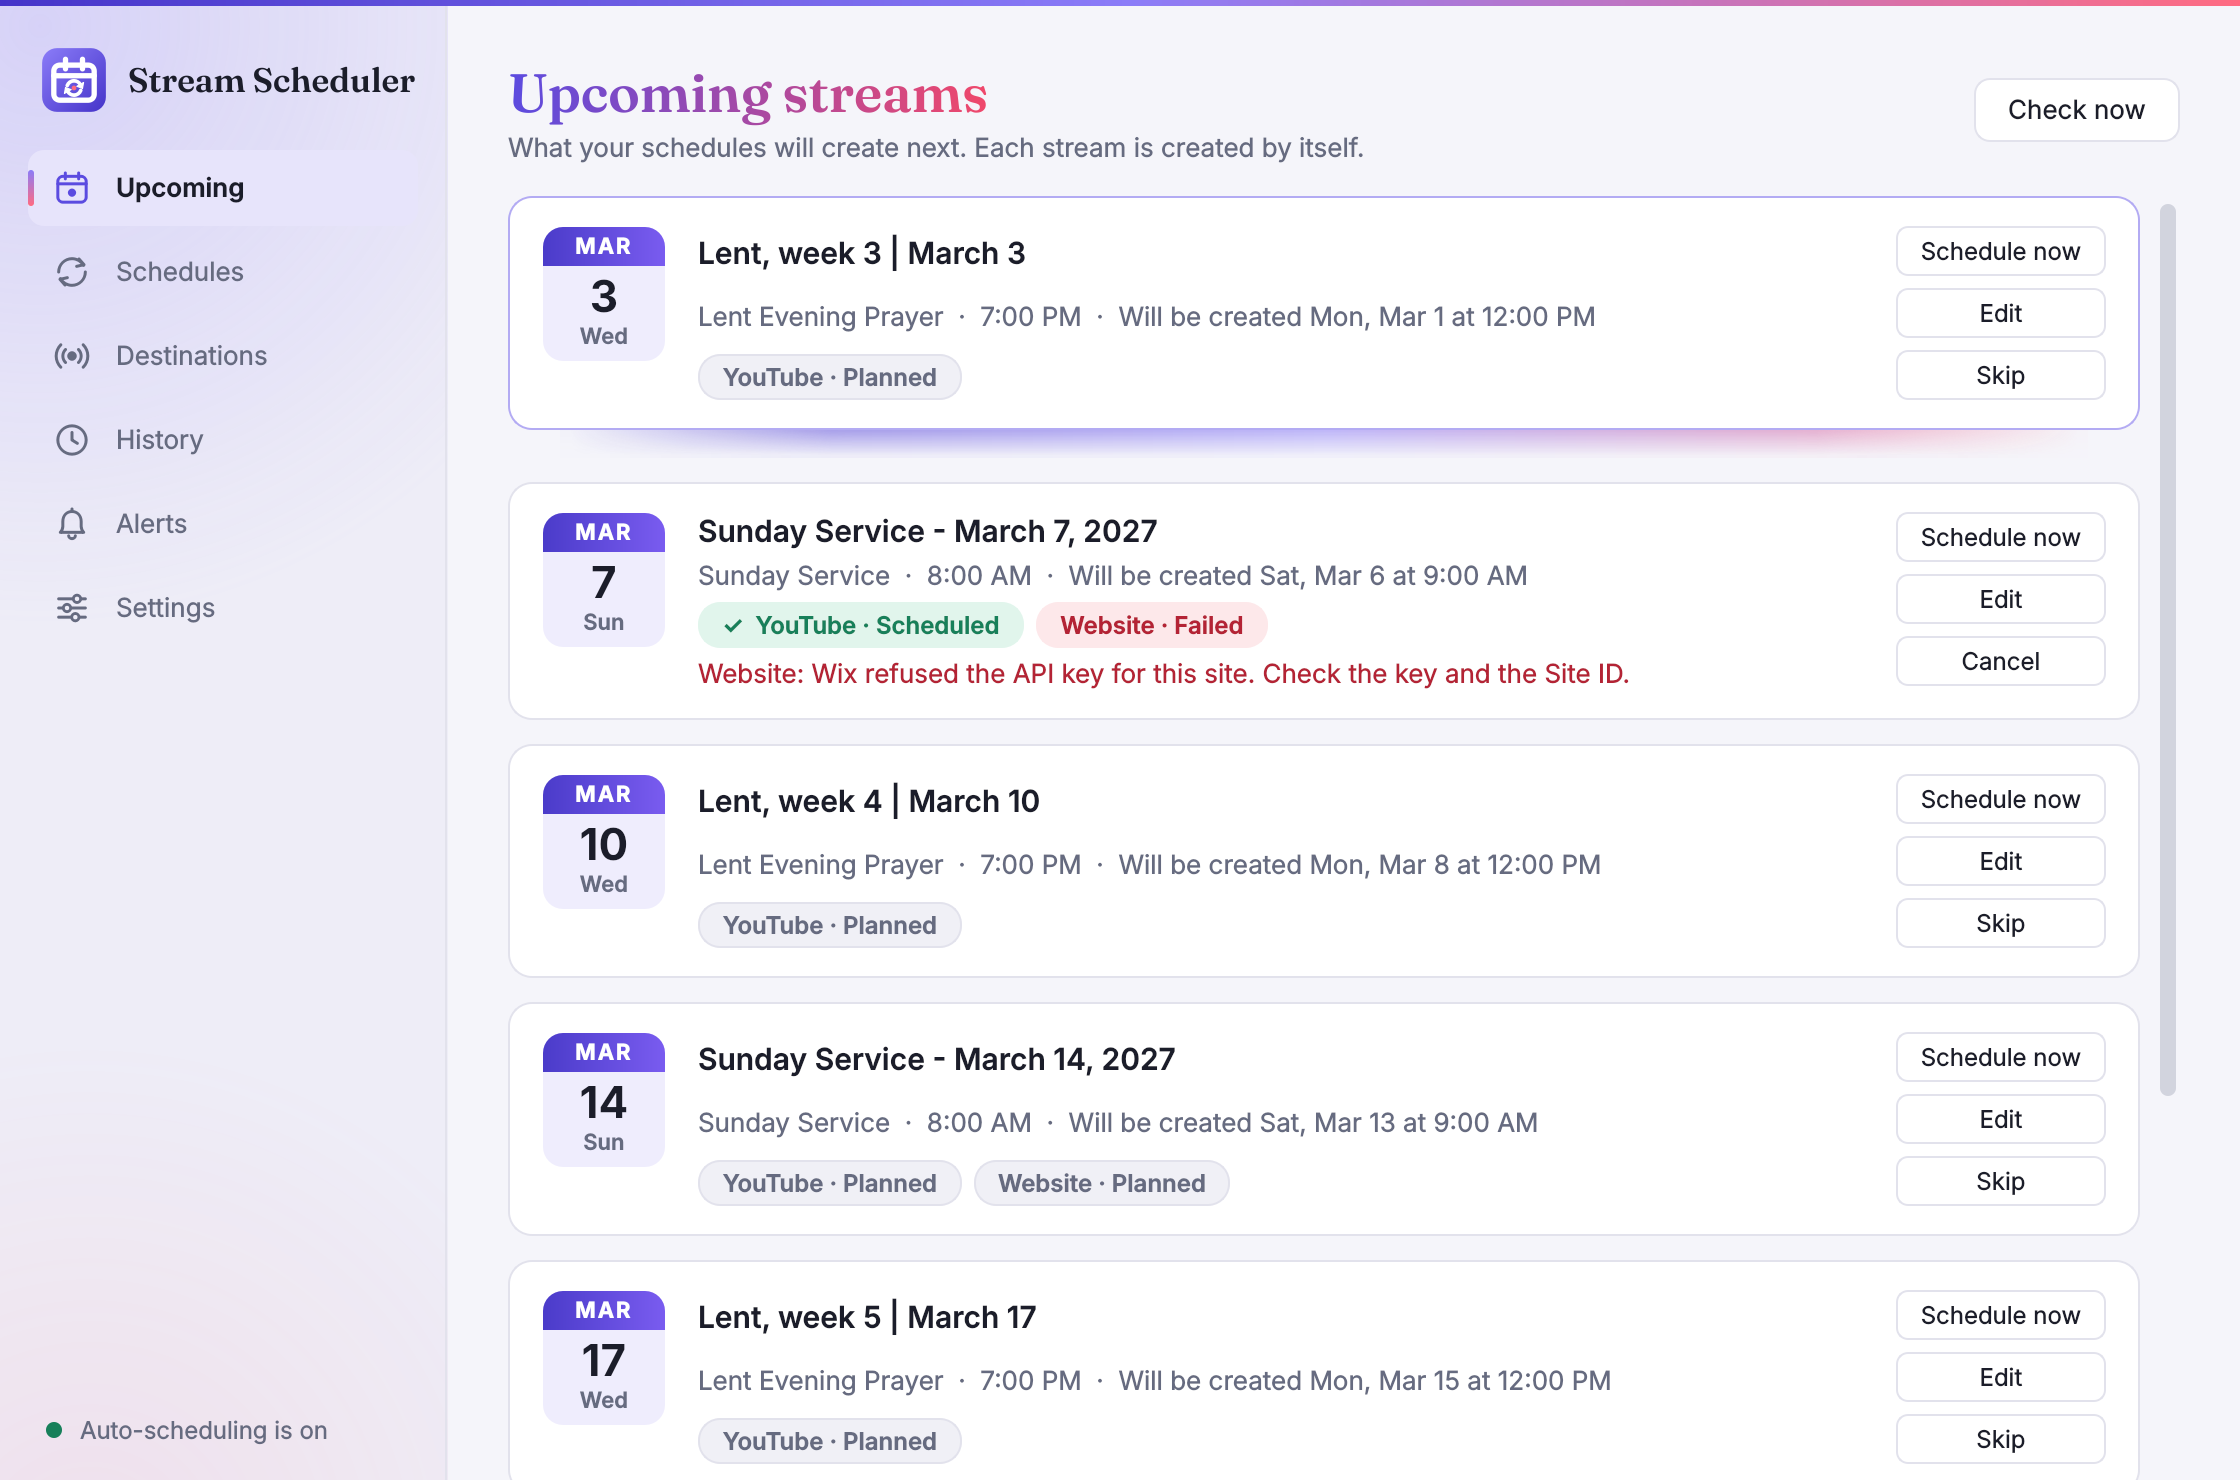 Stream Scheduler
Upcoming
Schedules
Destinations
History
Alerts
Settings
Auto-scheduling is on
Upcoming streams
What your schedules will create next. Each stream is created by itself.
Check now
MAR
3
Wed
Lent, week 3 | March 3
Lent Evening Prayer · 7:00 PM · Will be created Mon, Mar 1 at 12:00 PM
YouTube · Planned
Schedule now
Edit
Skip
MAR
7
Sun
Sunday Service - March 7, 2027
Sunday Service · 8:00 AM · Will be created Sat, Mar 6 at 9:00 AM
✓ YouTube · Scheduled Website · Failed
Website: Wix refused the API key for this site. Check the key and the Site ID.
Schedule now
Edit
Cancel
MAR
10
Wed
Lent, week 4 | March 10
Lent Evening Prayer · 7:00 PM · Will be created Mon, Mar 8 at 12:00 PM
YouTube · Planned
Schedule now
Edit
Skip
MAR
14
Sun
Sunday Service - March 14, 2027
Sunday Service · 8:00 AM · Will be created Sat, Mar 13 at 9:00 AM
YouTube · Planned Website · Planned
Schedule now
Edit
Skip
MAR
17
Wed
Lent, week 5 | March 17
Lent Evening Prayer · 7:00 PM · Will be created Mon, Mar 15 at 12:00 PM
YouTube · Planned
Schedule now
Edit
Skip